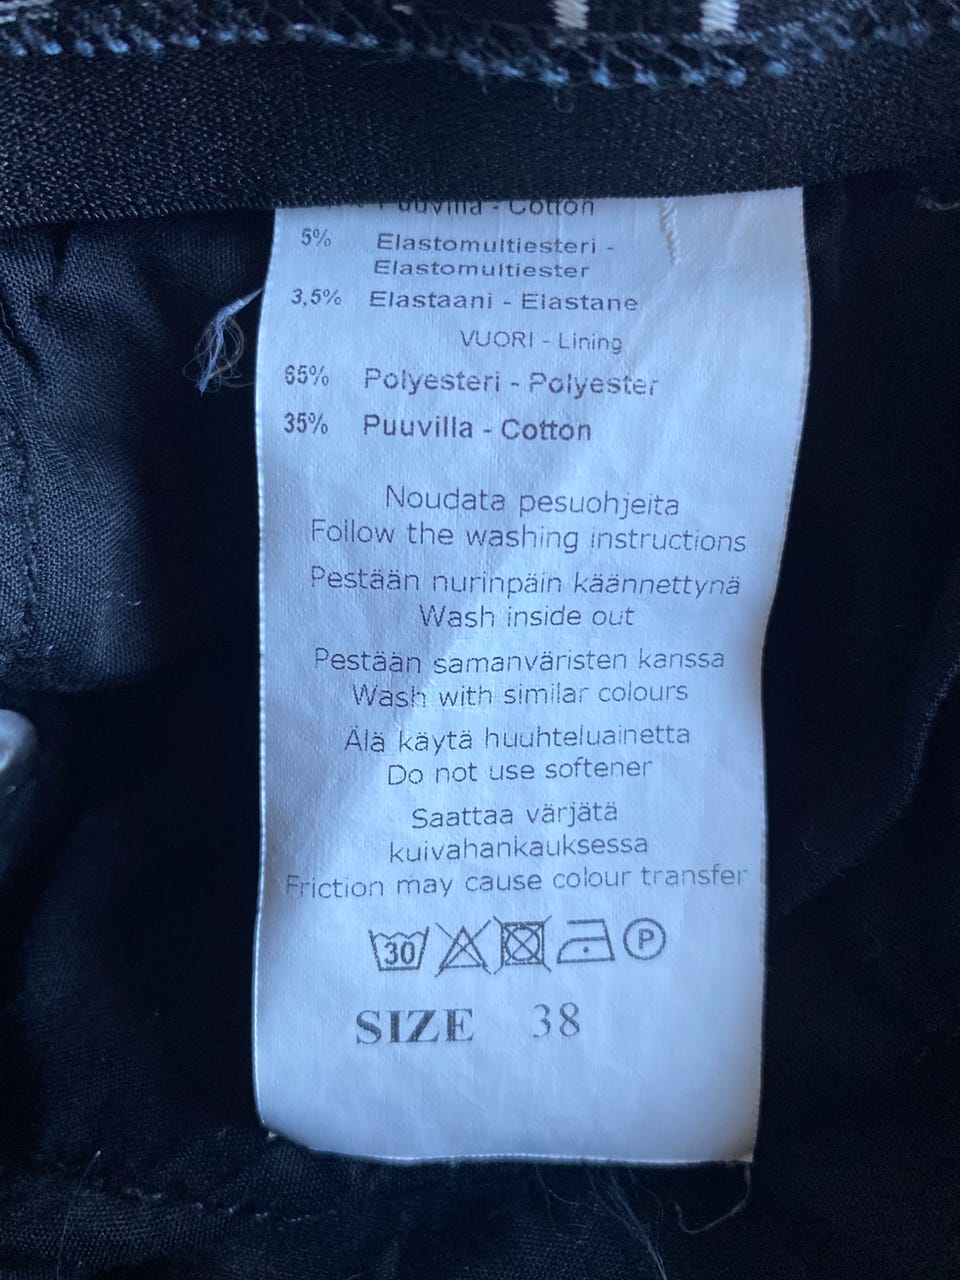 Puuvilla - Cotton
5% Elastomultiesteri -
Elastomultiester
3,5% Elastaani - Elastane
VUORI - Lining
65% Polyesteri - Polyester
35% Puuvilla - Cotton
Noudata pesuohjeita
Follow the washing instructions
Pestään nurinpäin käännettynä
Wash inside out
Pestään samanväristen kanssa
Wash with similar colours
Älä käytä huuhteluainetta
Do not use softener
Saattaa värjätä
kuivahankauksessa
Friction may cause colour transfer
30 P
SIZE 38